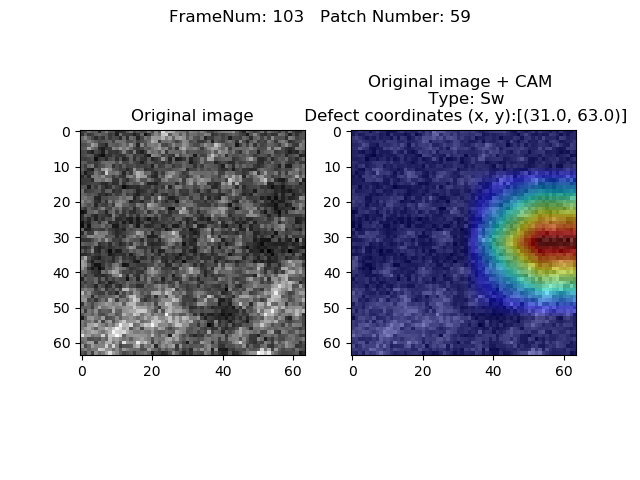 FrameNum: 103   Patch Number: 59
Original image
0
10
20
30
40
50
60
0 20 40 60
Original image + CAM
Type: Sw
Defect coordinates (x, y):[(31.0, 63.0)]
0
10
20
30
40
50
60
0 20 40 60